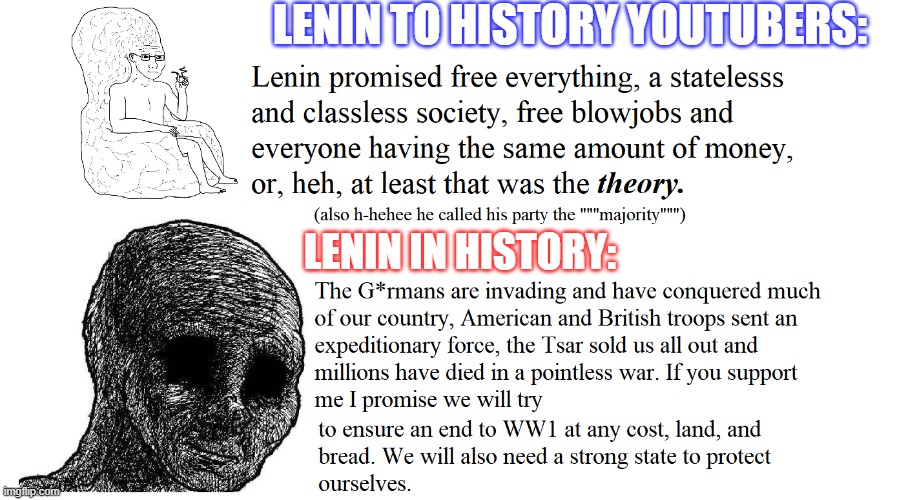 LENIN TO HISTORY YOUTUBERS:
Lenin promised free everything, a statelesss
and classless society, free blowjobs and
everyone having the same amount of money,
or, heh, at least that was the theory.
(also h-hehee he called his party the """majority""")
LENIN IN HISTORY:
The G*rmans are invading and have conquered much
of our country, American and British troops sent an
expeditionary force, the Tsar sold us all out and
millions have died in a pointless war. If you support
me I promise we will try
to ensure an end to WW1 at any cost, land, and
bread. We will also need a strong state to protect
ourselves.
imgflip.com